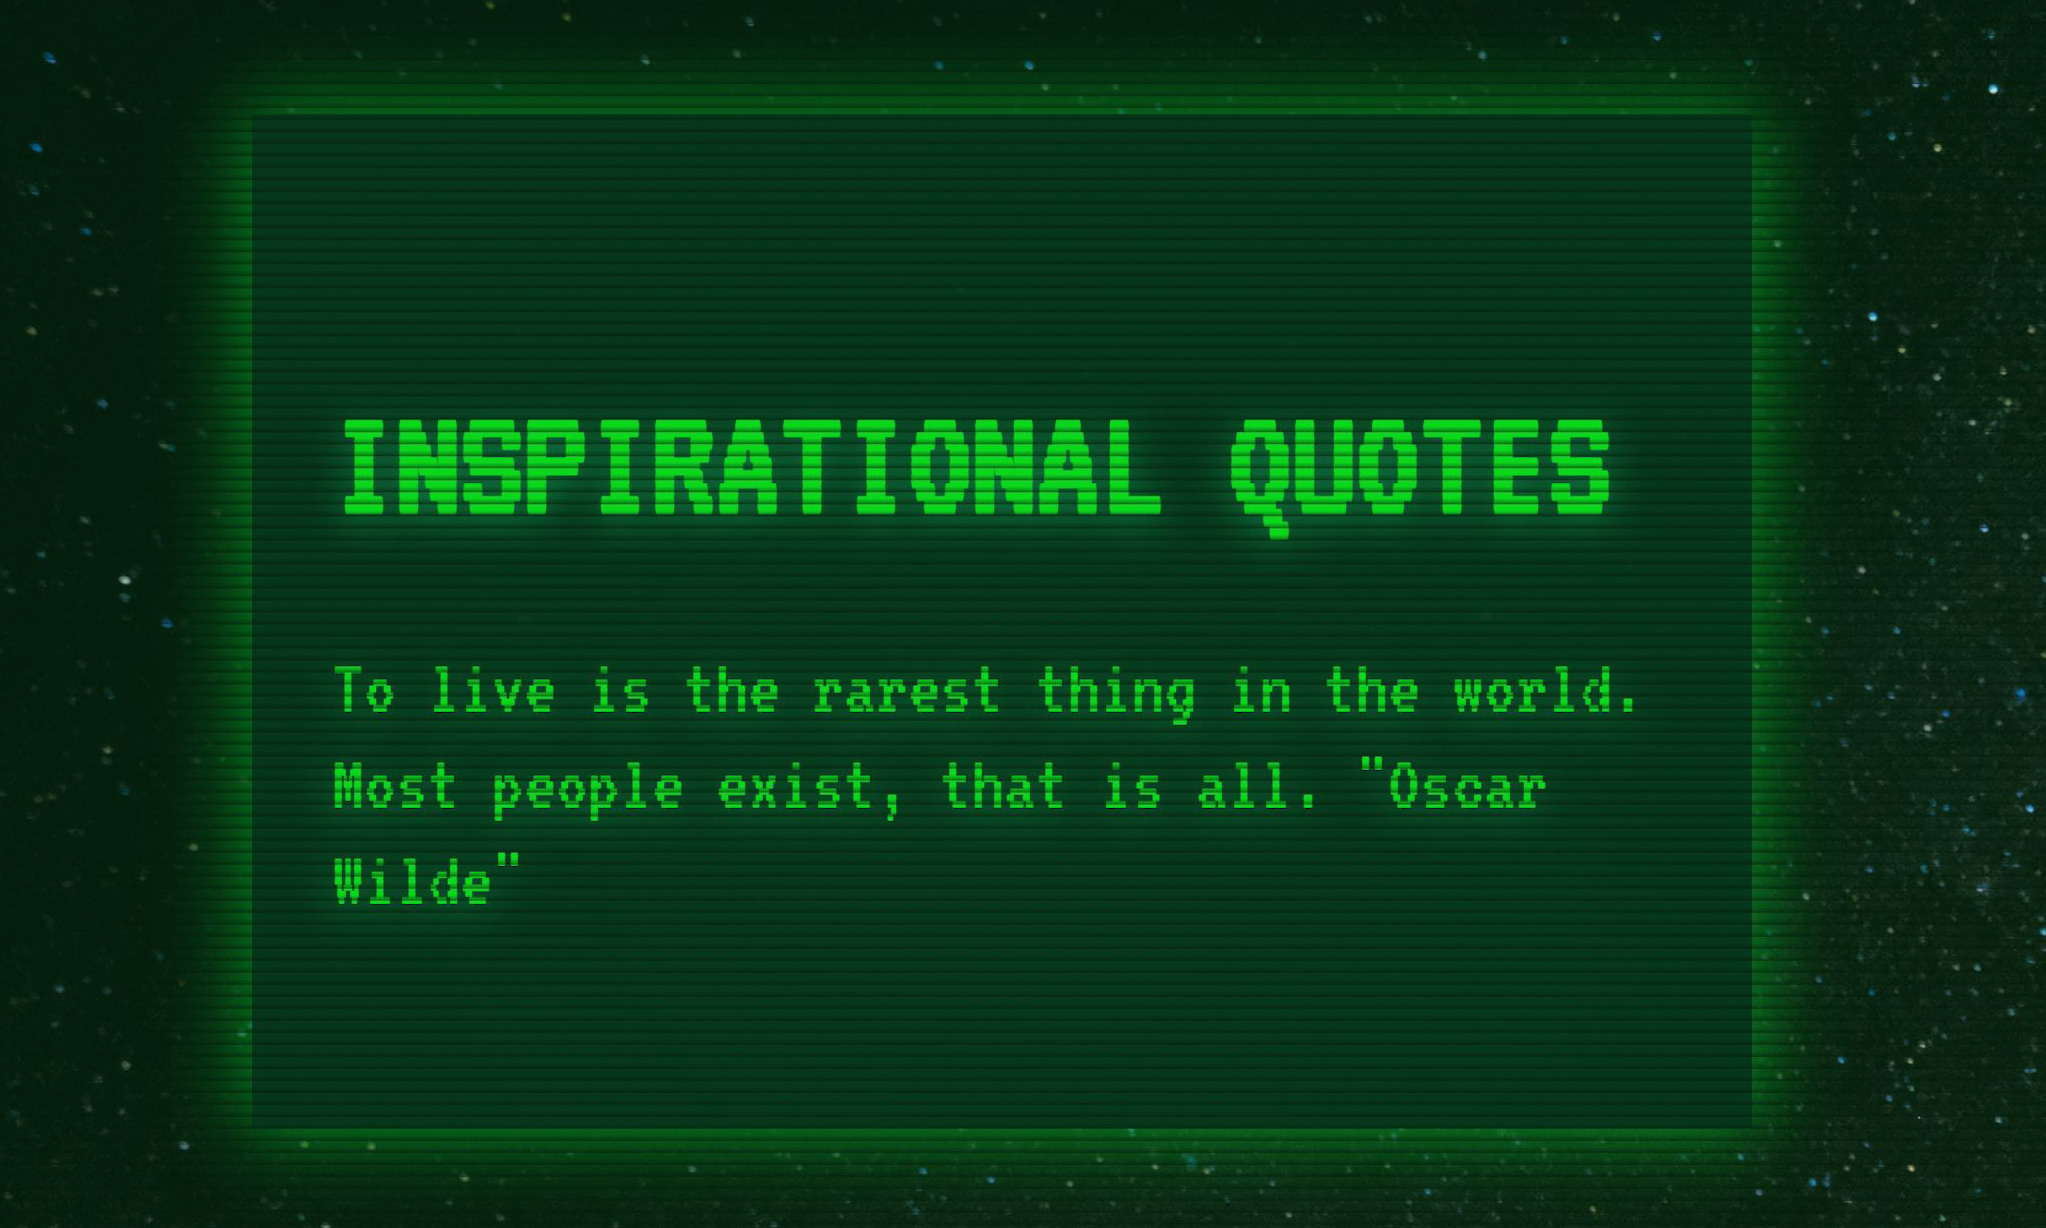 INSPIRATIONAL QUOTES
To live is the rarest thing in the world.
Most people exist, that is all. "Oscar
Wilde"